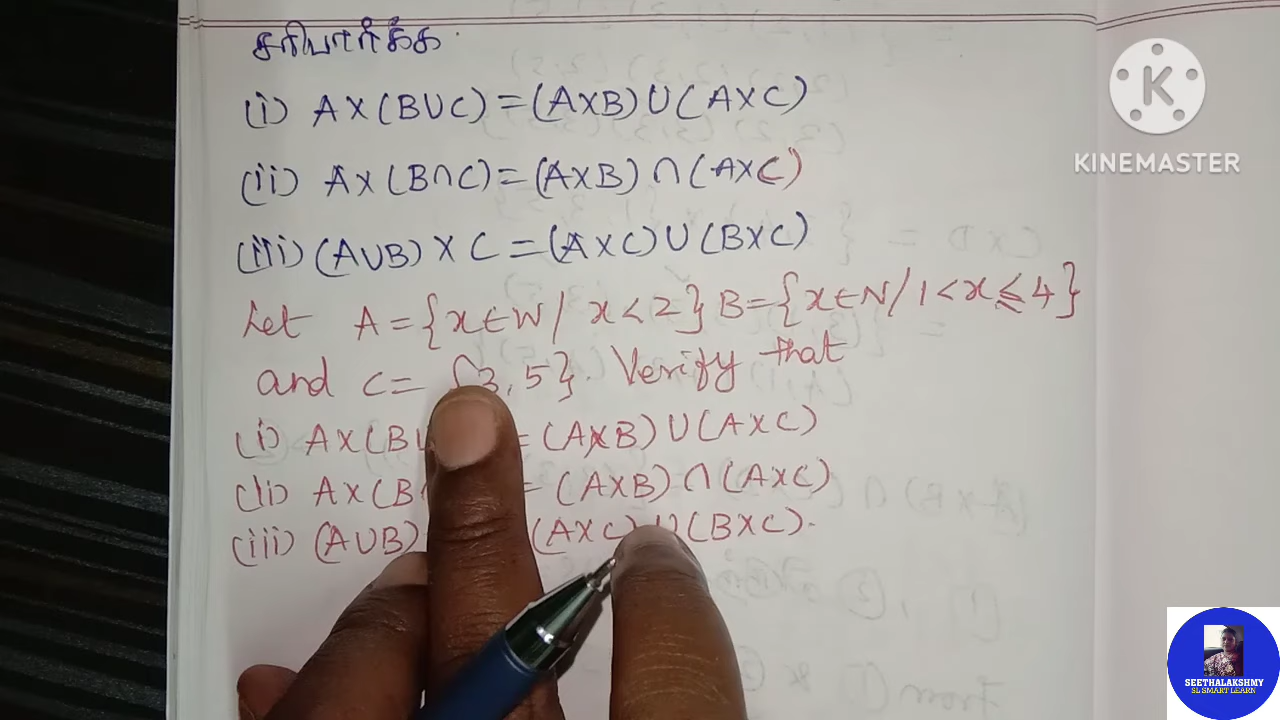 சரிபார்க்க.
(i) A×(B∪C)=(A×B)∪(A×C)
(ii) A×(B∩C)=(A×B)∩(A×C)
(iii) (A∪B)×C=(A×C)∪(B×C)
Let A={x∈W/x<2} B={x∈N/1<x≤4}
and C={3,5}. Verify that
(i) A×(B∪ =(A×B)∪(A×C)
(ii) A×(B∩ =(A×B)∩(A×C)
(iii) (A∪B) (A×C)∪(B×C).
KINEMASTER
SEETHALAKSHMY
SL SMART LEARN